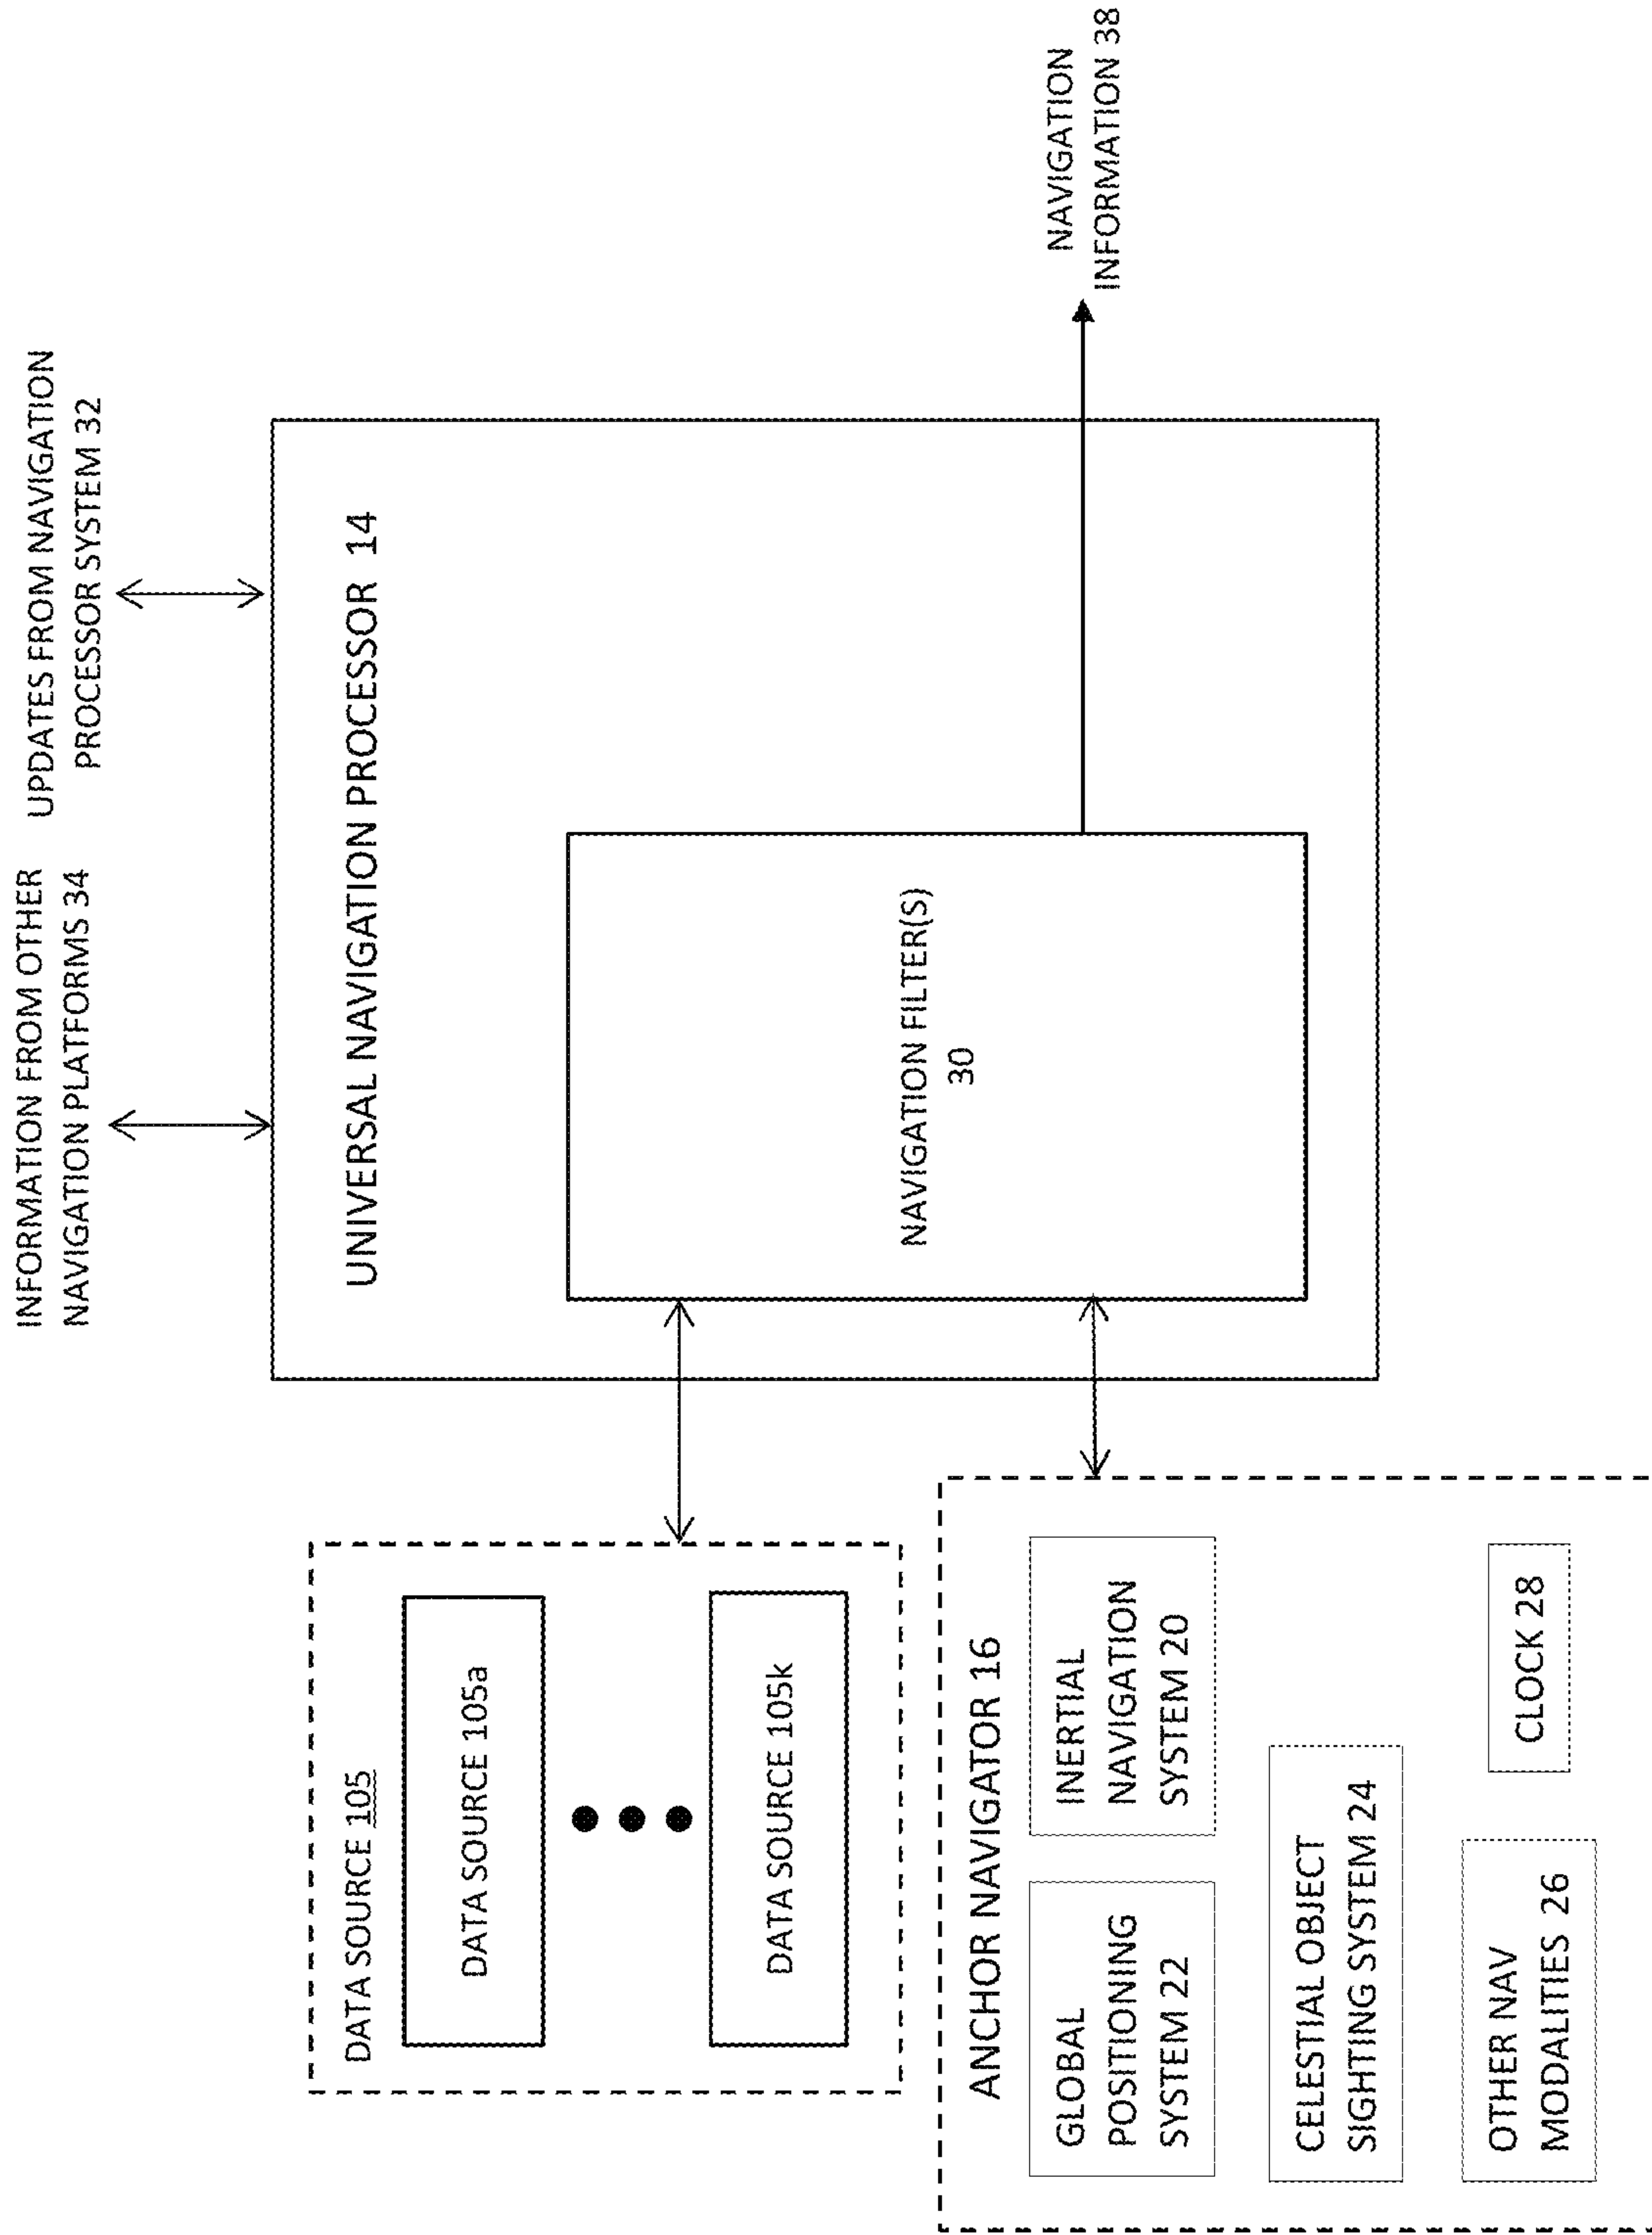 INFORMATION FROM OTHER
NAVIGATION PLATFORMS 34
UPDATES FROM NAVIGATION
PROCESSOR SYSTEM 32
DATA SOURCE 105
DATA SOURCE 105a
DATA SOURCE 105k
UNIVERSAL NAVIGATION PROCESSOR 14
NAVIGATION FILTER(S)
30
ANCHOR NAVIGATOR 16
GLOBAL
POSITIONING
SYSTEM 22
INERTIAL
NAVIGATION
SYSTEM 20
CELESTIAL OBJECT
SIGHTING SYSTEM 24
OTHER NAV
MODALITIES 26
CLOCK 28
NAVIGATION
INFORMATION 38